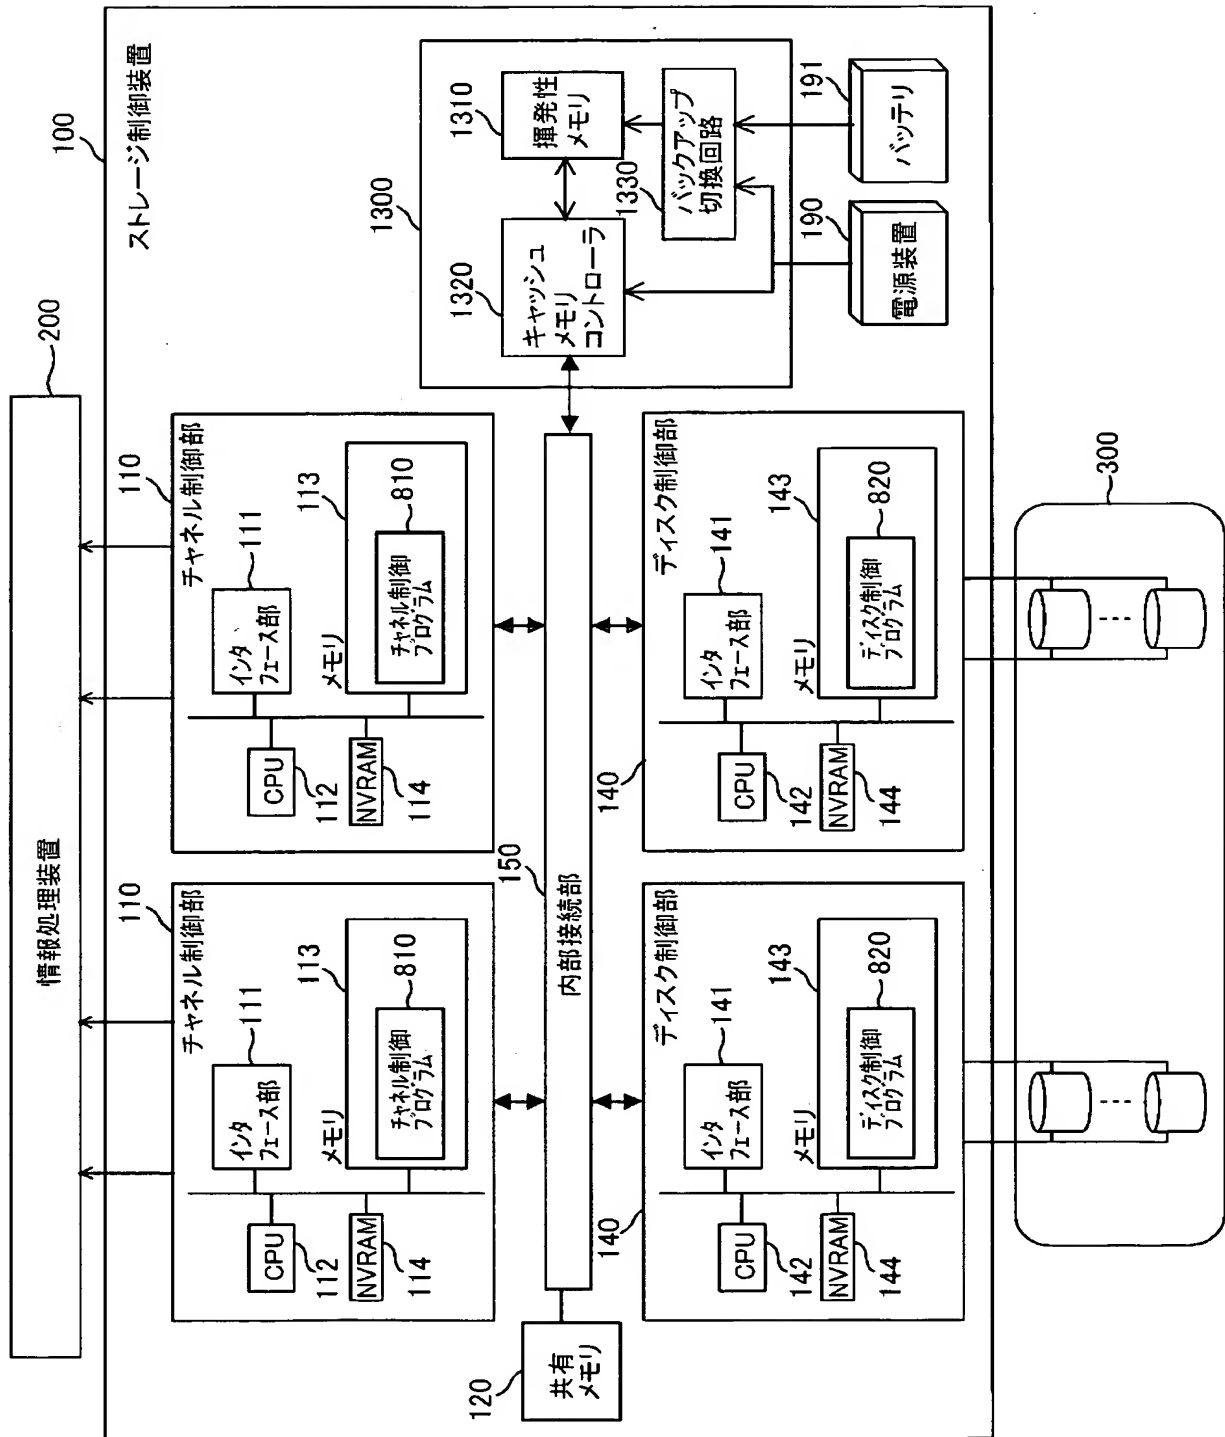 200
情報処理装置
100
ストレージ制御装置
110
チャネル制御部
111
インタ
フェース部
CPU
112
NVRAM
114
メモリ
113
チャネル制御
プログラム
810
110
チャネル制御部
111
インタ
フェース部
CPU
112
NVRAM
114
メモリ
113
チャネル制御
プログラム
810
1300
1320
キャッシュ
メモリ
コントローラ
1310
揮発性
メモリ
1330
バックアップ
切換回路
190
電源装置
191
バッテリ
120
共有
メモリ
150
内部接続部
140
ディスク制御部
141
インタ
フェース部
CPU
142
NVRAM
144
メモリ
143
ディスク制御
プログラム
820
140
ディスク制御部
141
インタ
フェース部
CPU
142
NVRAM
144
メモリ
143
ディスク制御
プログラム
820
300